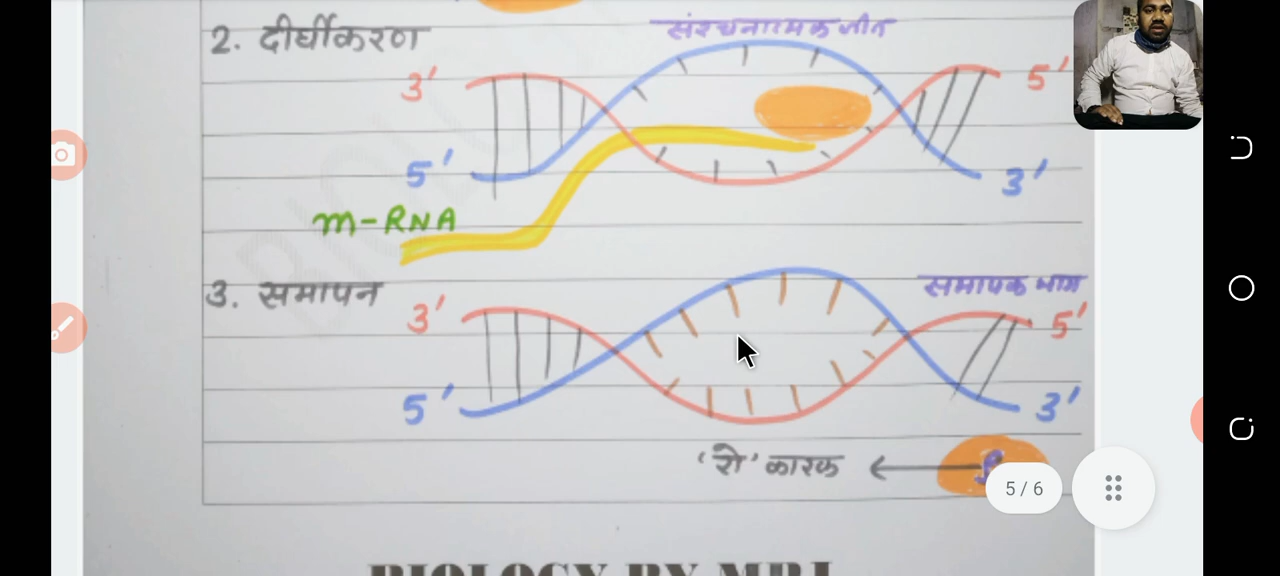 2. दीर्घीकरण
संरचनात्मक जीन
3'
5'
5'
3'
m-RNA
3. समापन
समापक भाग
3'
5'
5'
3'
'रो' कारक
5 / 6